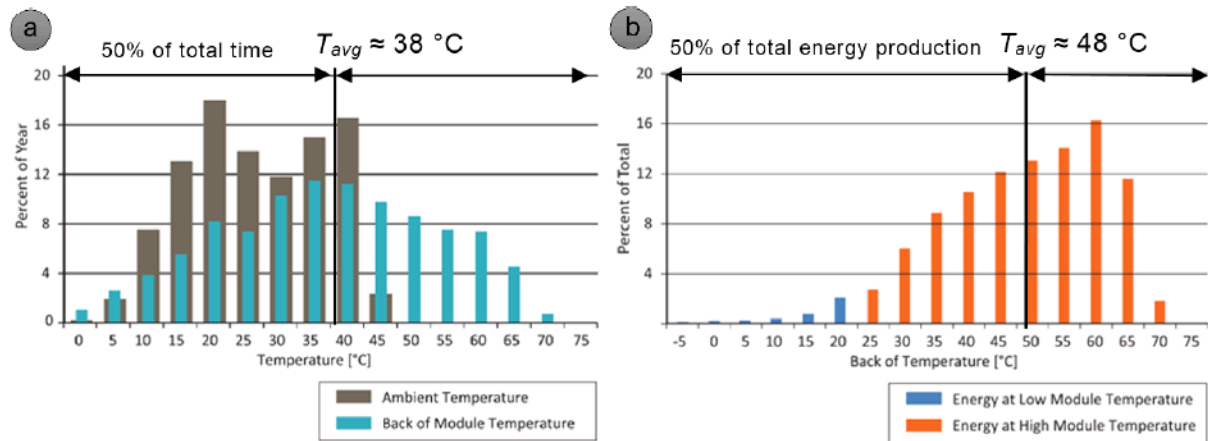 a
50% of total time
Tavg ≈ 38 °C
20
16
12
8
4
0
Percent of Year
0 5 10 15 20 25 30 35 40 45 50 55 60 65 70 75
Temperature [°C]
Ambient Temperature
Back of Module Temperature
b
50% of total energy production
Tavg ≈ 48 °C
20
16
12
8
4
Percent of Total
-5 0 5 10 15 20 25 30 35 40 45 50 55 60 65 70 75
Back of Temperature [°C]
Energy at Low Module Temperature
Energy at High Module Temperature